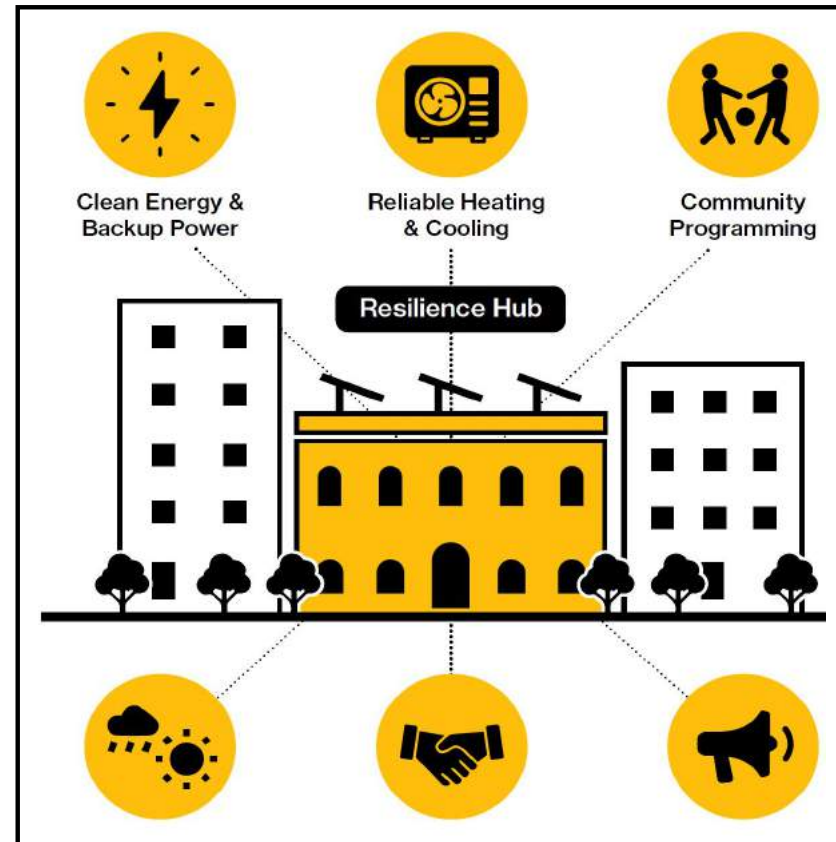 Clean Energy &
Backup Power
Reliable Heating
& Cooling
Community
Programming
Resilience Hub